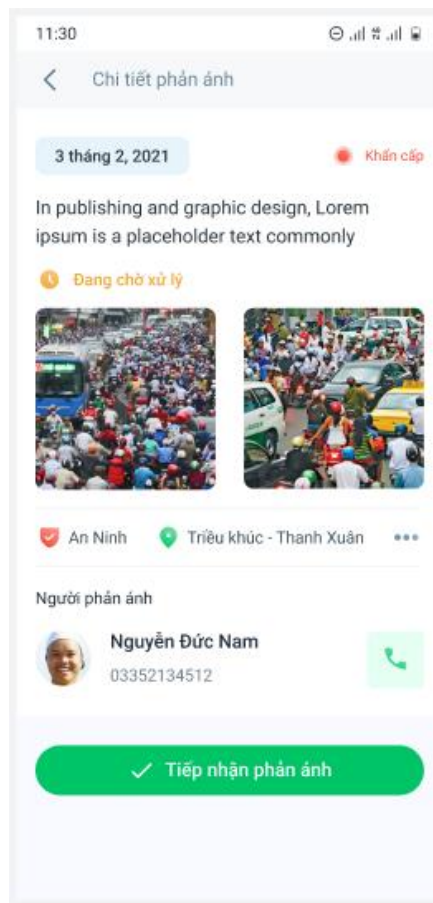 11:30
Chi tiết phản ánh
3 tháng 2, 2021
Khẩn cấp
In publishing and graphic design, Lorem
ipsum is a placeholder text commonly
Đang chờ xử lý
An Ninh
Triều khúc - Thanh Xuân
Người phản ánh
Nguyễn Đức Nam
03352134512
Tiếp nhận phản ánh